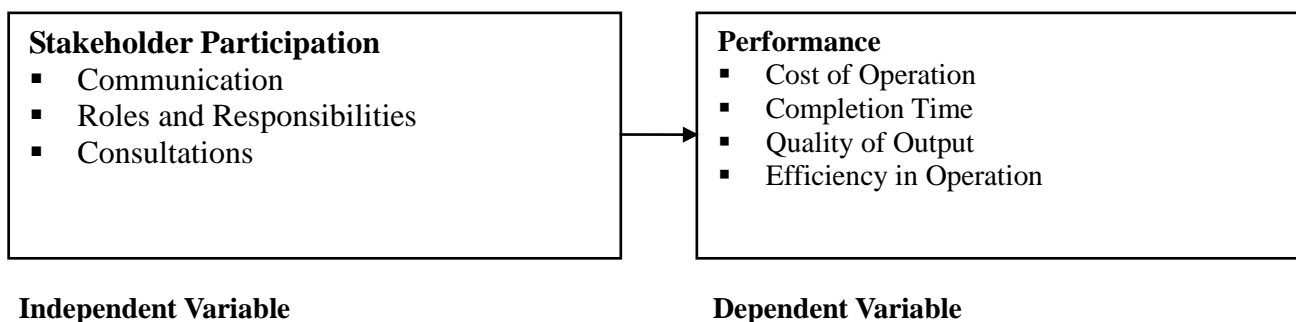 Stakeholder Participation
▪ Communication
▪ Roles and Responsibilities
▪ Consultations
Performance
▪ Cost of Operation
▪ Completion Time
▪ Quality of Output
▪ Efficiency in Operation
Independent Variable
Dependent Variable